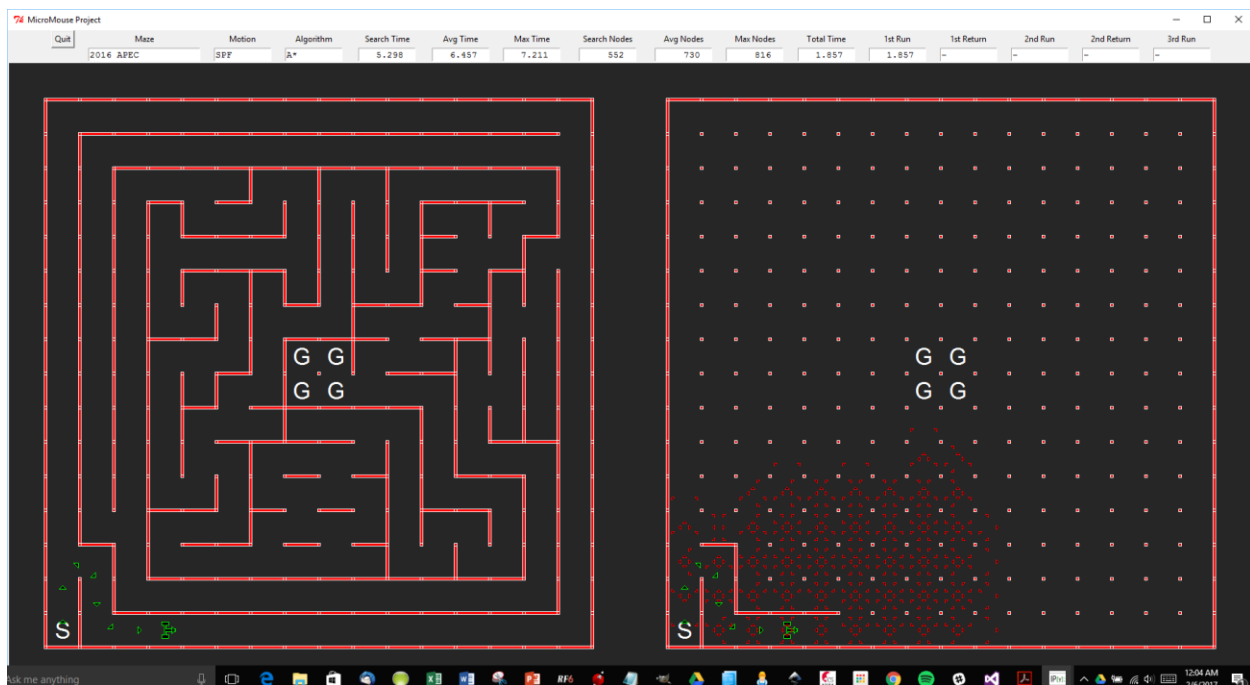 MicroMouse Project
Quit Maze Motion Algorithm Search Time Avg Time Max Time Search Nodes Avg Nodes Max Nodes Total Time 1st Run 1st Return 2nd Run 2nd Return 3rd Run
2016 APEC SPF A* 5.298 6.457 7.211 552 730 816 1.857 1.857 - - - -
G G G G
G G G G
S S
Ask me anything 12:04 AM